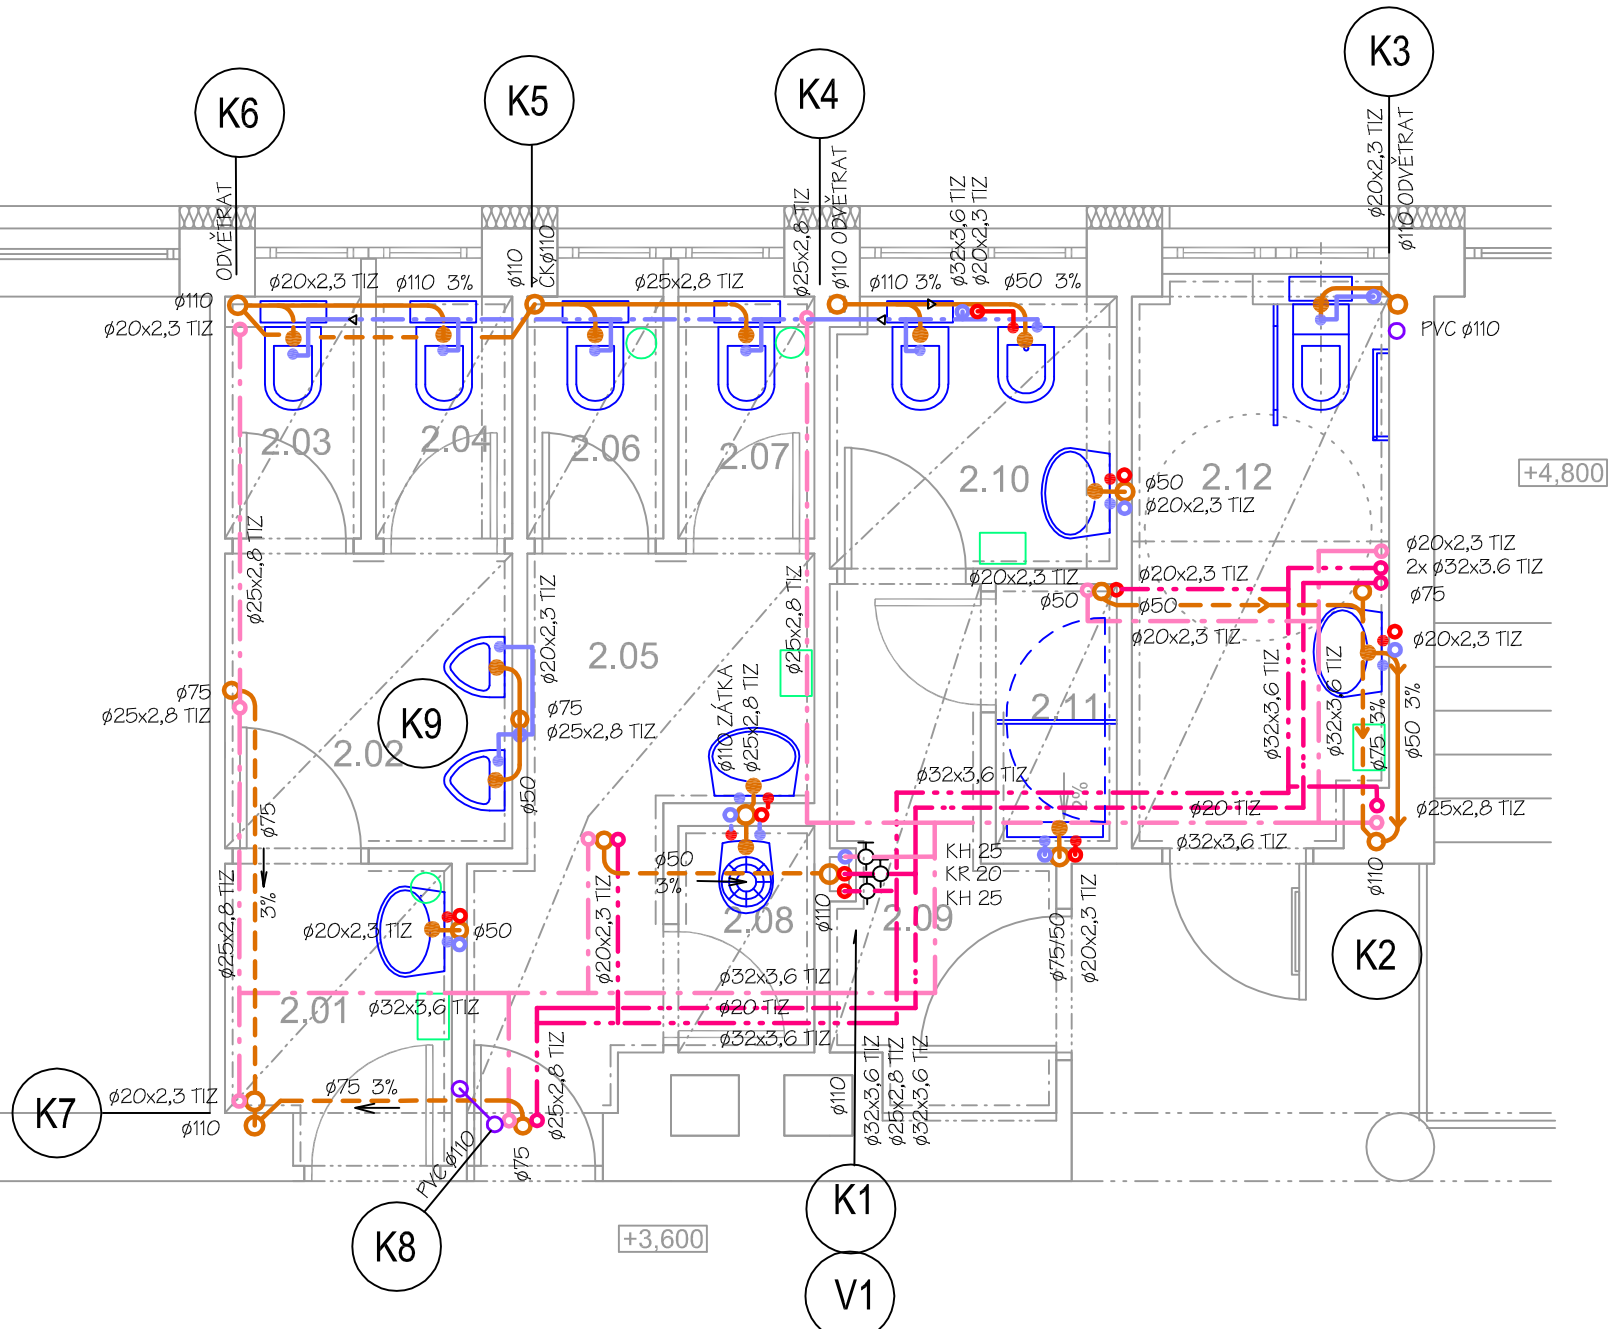 K3
K6
K5
K4
ODVĚTRAT
ø110
CKø110
ø25x2,8 TIZ
ø110 ODVĚTRAT
ø32x3,6 TIZ
ø20x2,3 TIZ
ø20x2,3 TIZ
ø110 ODVĚTRAT
ø20x2,3 TIZ
ø110 3%
ø25x2,8 TIZ
ø110 3%
ø50 3%
ø110
ø20x2,3 TIZ
PVC ø110
2.03
2.04
2.06
2.07
2.10
2.12
+4,800
ø50
ø20x2,3 TIZ
ø25x2,8 TIZ
ø20x2,3 TIZ
2x ø32x3.6 TIZ
ø75
ø20x2,3 TIZ
ø50
ø20x2,3 TIZ
ø50
ø20x2,3 TIZ
ø20x2,3 TIZ
ø20x2,3 TIZ
ø25x2,8 TIZ
2.05
ø75
ø25x2,8 TIZ
K9
2.02
ø75
ø25x2,8 TIZ
ø50
ø110 ZÁTKA
ø25x2,8 TIZ
2.11
ø32x3,6 TIZ
ø32x3,6 TIZ
ø75 3%
ø50 3%
ø32x3,6 TIZ
2%
ø20 TIZ
ø25x2,8 TIZ
ø32x3,6 TIZ
ø75
3%
ø50
3%
KH 25
KR 20
KH 25
ø110
ø110
2.08
2.09
ø25x2,8 TIZ
ø20x2,3 TIZ
ø50
ø20x2,3 TIZ
ø75/50
ø20x2,3 TIZ
K2
ø32x3,6 TIZ
ø20 TIZ
ø32x3,6 TIZ
2.01
ø32x3,6 TIZ
ø25x2,8 TIZ
ø110
ø32x3,6 TIZ
ø25x2,8 TIZ
ø32x3,6 TIZ
K7
ø20x2,3 TIZ
ø110
ø75 3%
PVC ø110
ø75
K8
+3,600
K1
V1